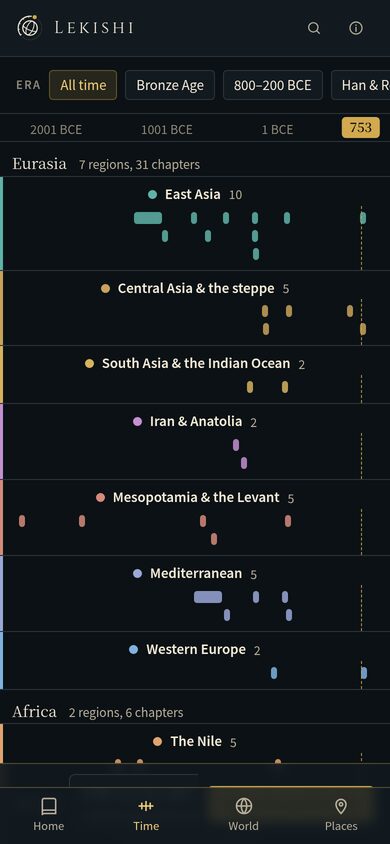 LEKISHI
ERA All time Bronze Age 800–200 BCE Han & R
2001 BCE 1001 BCE 1 BCE 753
Eurasia 7 regions, 31 chapters
East Asia 10
Central Asia & the steppe 5
South Asia & the Indian Ocean 2
Iran & Anatolia 2
Mesopotamia & the Levant 5
Mediterranean 5
Western Europe 2
Africa 2 regions, 6 chapters
The Nile 5
Home Time World Places